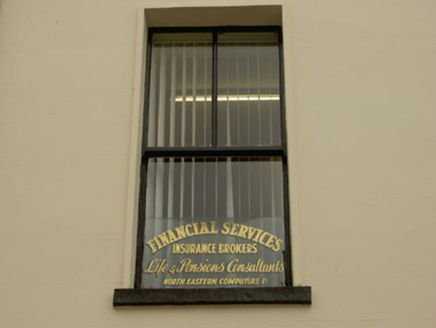 FINANCIAL SERVICES
INSURANCE BROKERS
Life & Pensions Consultants
NORTH EASTERN COMPUTERS